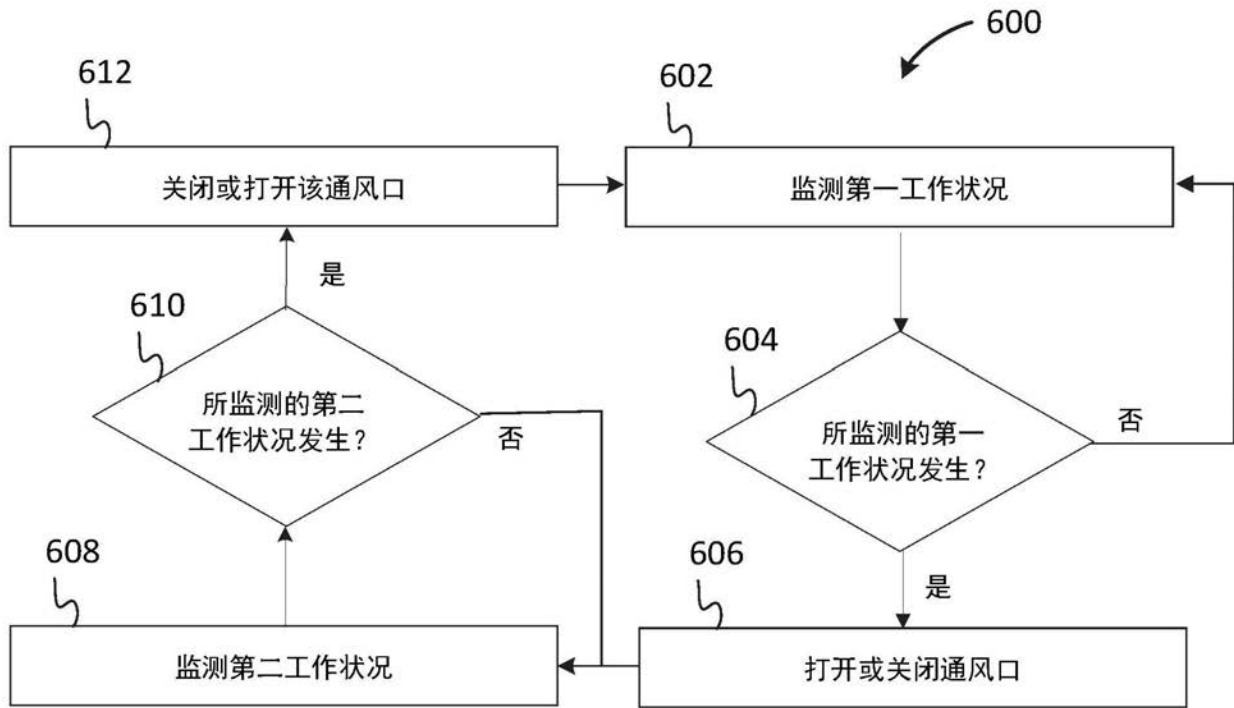 600
612
602
关闭或打开该通风口
监测第一工作状况
是
610
604
所监测的第二
工作状况发生?
否
所监测的第一
工作状况发生?
否
608
606
是
监测第二工作状况
打开或关闭通风口